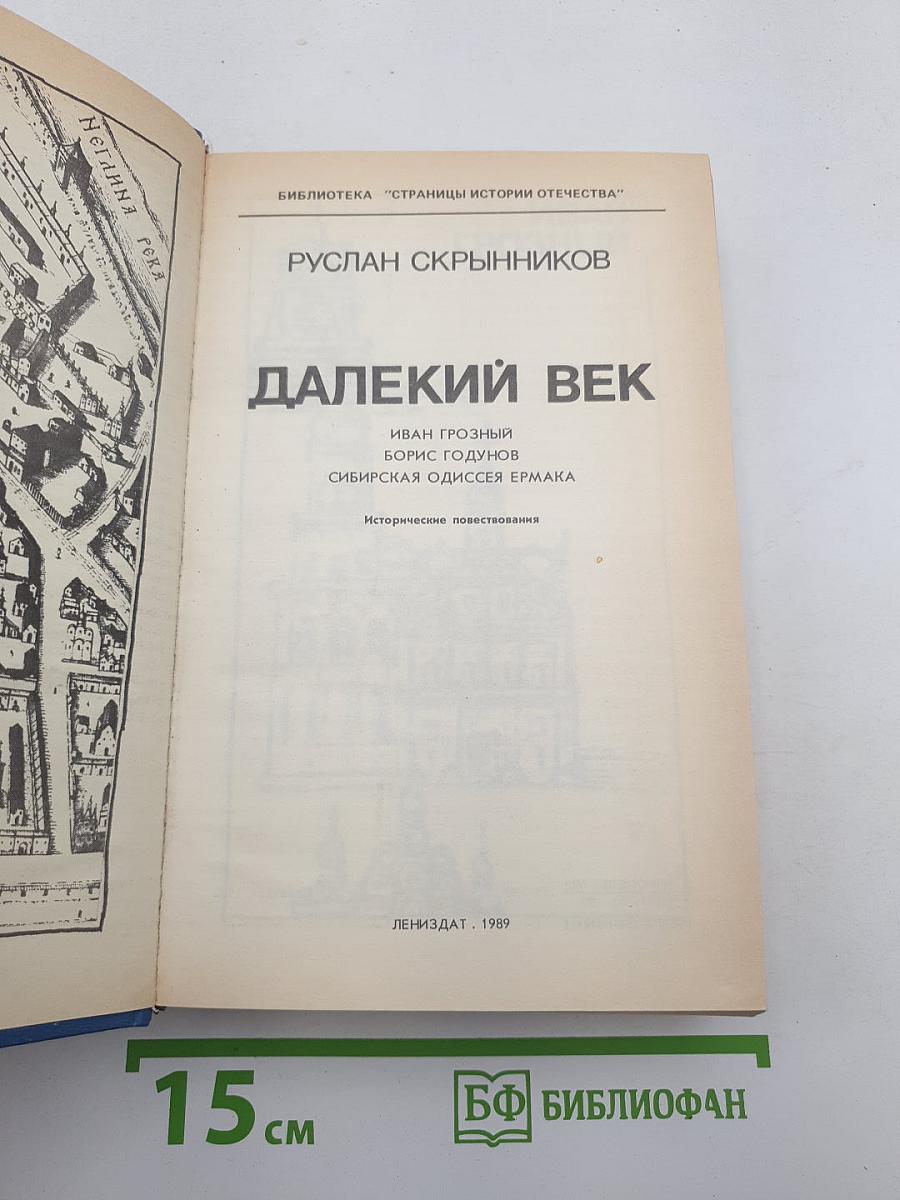 НЕГЛИНА РЕКА
БИБЛИОТЕКА "СТРАНИЦЫ ИСТОРИИ ОТЕЧЕСТВА"
РУСЛАН СКРЫННИКОВ
ДАЛЕКИЙ ВЕК
ИВАН ГРОЗНЫЙ
БОРИС ГОДУНОВ
СИБИРСКАЯ ОДИССЕЯ ЕРМАКА
Исторические повествования
ЛЕНИЗДАТ . 1989
15 СМ
БФ БИБЛИОФАН